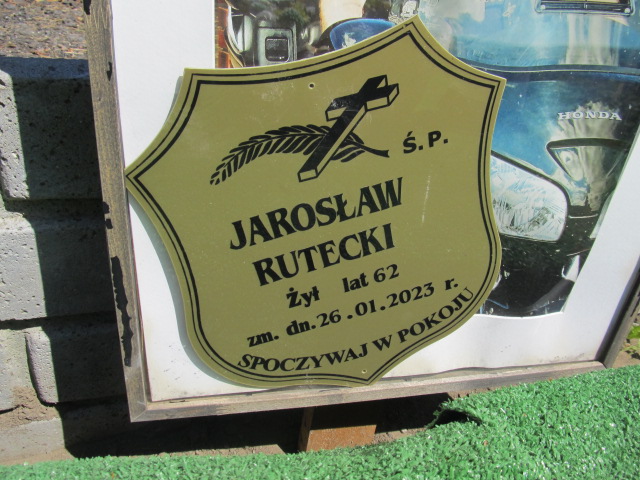 HONDA
Ś.P.
JAROSŁAW
RUTECKI
Żył lat 62
zm. dn. 26.01.2023 r.
SPOCZYWAJ W POKOJU